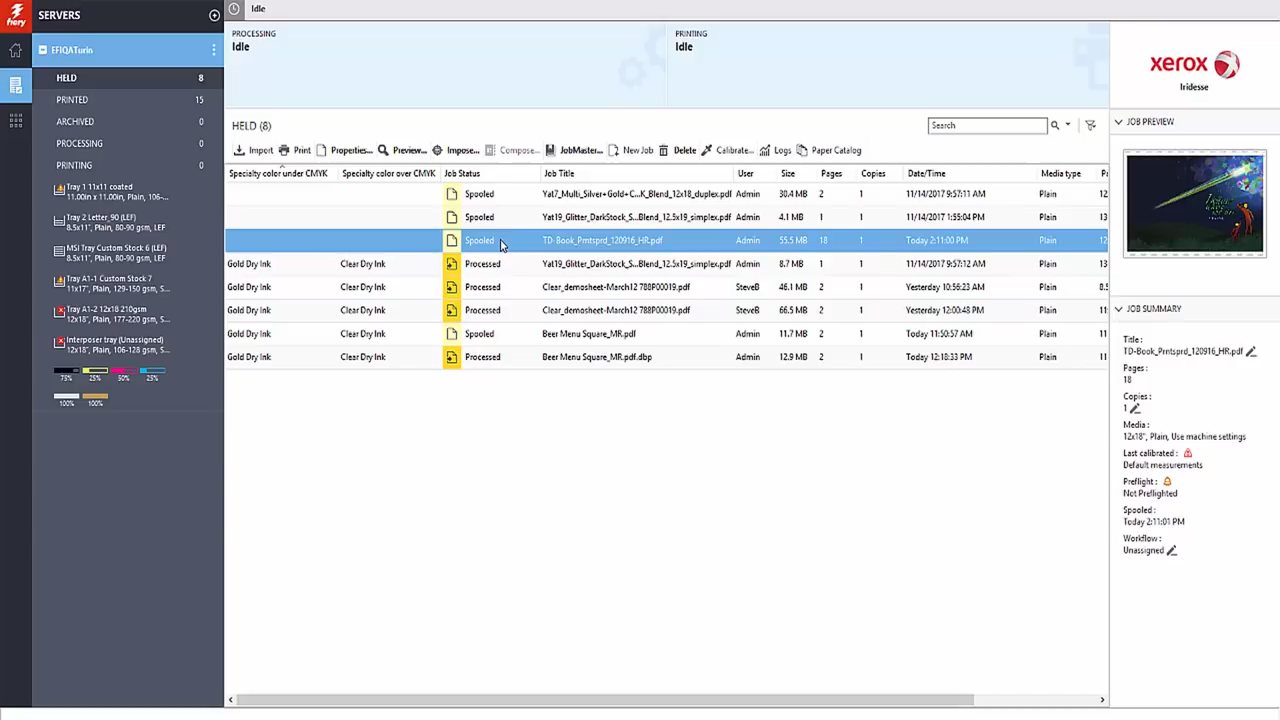 fiery
SERVERS
Idle
EFIQATurin
HELD 8
PRINTED 15
ARCHIVED 0
PROCESSING 0
PRINTING 0
Tray 1 11x11 coated
11.00in x 11.00in, Plain, 106-...
Tray 2 Letter_90 (LEF)
8.5x11", Plain, 80-90 gsm, LEF
MSI Tray Custom Stock 6 (LEF)
8.5x11", Plain, 80-90 gsm, LEF
Tray A1-1 Custom Stock 7
11x17", Plain, 129-150 gsm, S...
Tray A1-2 12x18 210gsm
12x18", Plain, 177-220 gsm, S...
Interposer tray (Unassigned)
12x18", Plain, 106-128 gsm, S...
75% 25% 50% 25%
100% 100%
PROCESSING
Idle
PRINTING
Idle
HELD (8)
Search
Import Print Properties... Preview... Impose... Compose... JobMaster... New Job Delete Calibrate... Logs Paper Catalog
Specialty color under CMYK Specialty color over CMYK Job Status Job Title User Size Pages Copies Date/Time Media type Pa
Spooled Yat7_Multi_Silver+Gold+C...K_Blend_12x18_duplex.pdf Admin 30.4 MB 2 1 11/14/2017 9:57:11 AM Plain 12
Spooled Yat19_Glitter_DarkStock_S...Blend_12.5x19_simplex.pdf Admin 4.1 MB 1 1 11/14/2017 1:55:04 PM Plain 13
Spooled TD-Book_Prntsprd_120916_HR.pdf Admin 55.5 MB 18 1 Today 2:11:00 PM Plain 12
Gold Dry Ink Clear Dry Ink Processed Yat19_Glitter_DarkStock_S...Blend_12.5x19_simplex.pdf Admin 8.7 MB 1 1 11/14/2017 9:57:12 AM Plain 13
Gold Dry Ink Clear Dry Ink Processed Clear_demosheet-March12 788P00019.pdf SteveB 46.1 MB 2 1 Yesterday 10:56:23 AM Plain 8.5
Gold Dry Ink Clear Dry Ink Processed Clear_demosheet-March12 788P00019.pdf SteveB 66.5 MB 2 1 Yesterday 12:00:48 PM Plain 11
Gold Dry Ink Clear Dry Ink Spooled Beer Menu Square_MR.pdf Admin 11.7 MB 2 1 Today 11:50:57 AM Plain 11
Gold Dry Ink Clear Dry Ink Processed Beer Menu Square_MR.pdf.dbp Admin 12.9 MB 2 1 Today 12:18:33 PM Plain 11
xerox
Iridesse
JOB PREVIEW
JOB SUMMARY
Title :
TD-Book_Prntsprd_120916_HR.pdf
Pages :
18
Copies :
1
Media :
12x18", Plain, Use machine settings
Last calibrated :
Default measurements
Preflight :
Not Preflighted
Spooled :
Today 2:11:01 PM
Workflow :
Unassigned